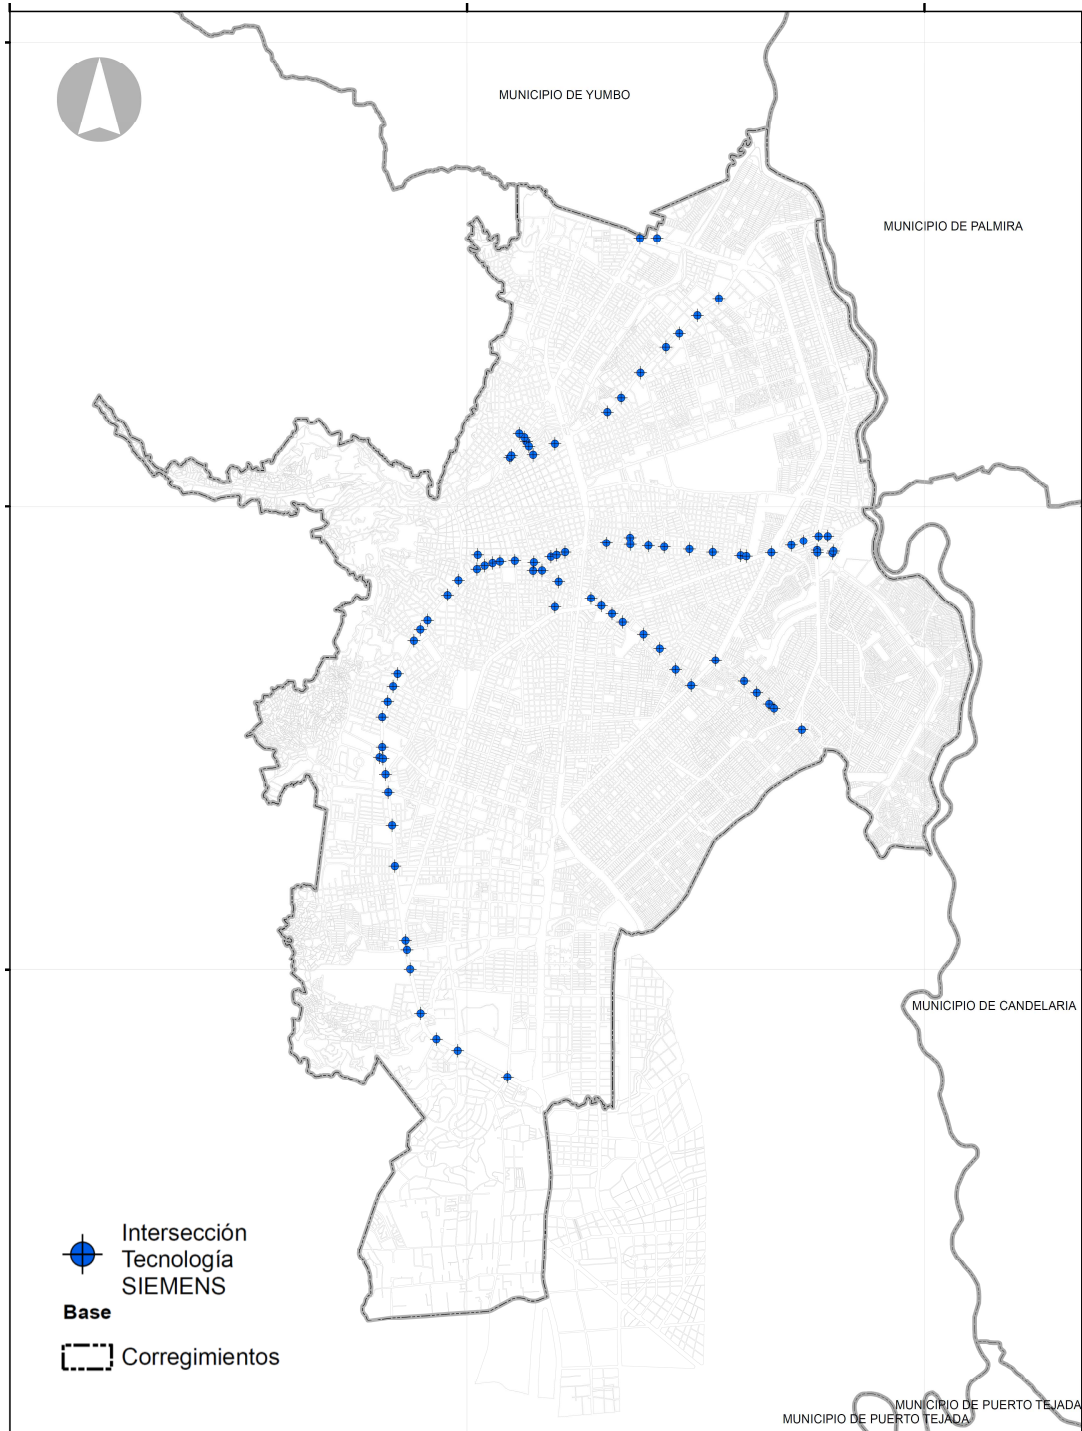 MUNICIPIO DE YUMBO
MUNICIPIO DE PALMIRA
MUNICIPIO DE CANDELARIA
Intersección
Tecnología
SIEMENS
Base
Corregimientos
MUNICIPIO DE PUERTO TEJADA
MUNICIPIO DE PUERTO TEJADA